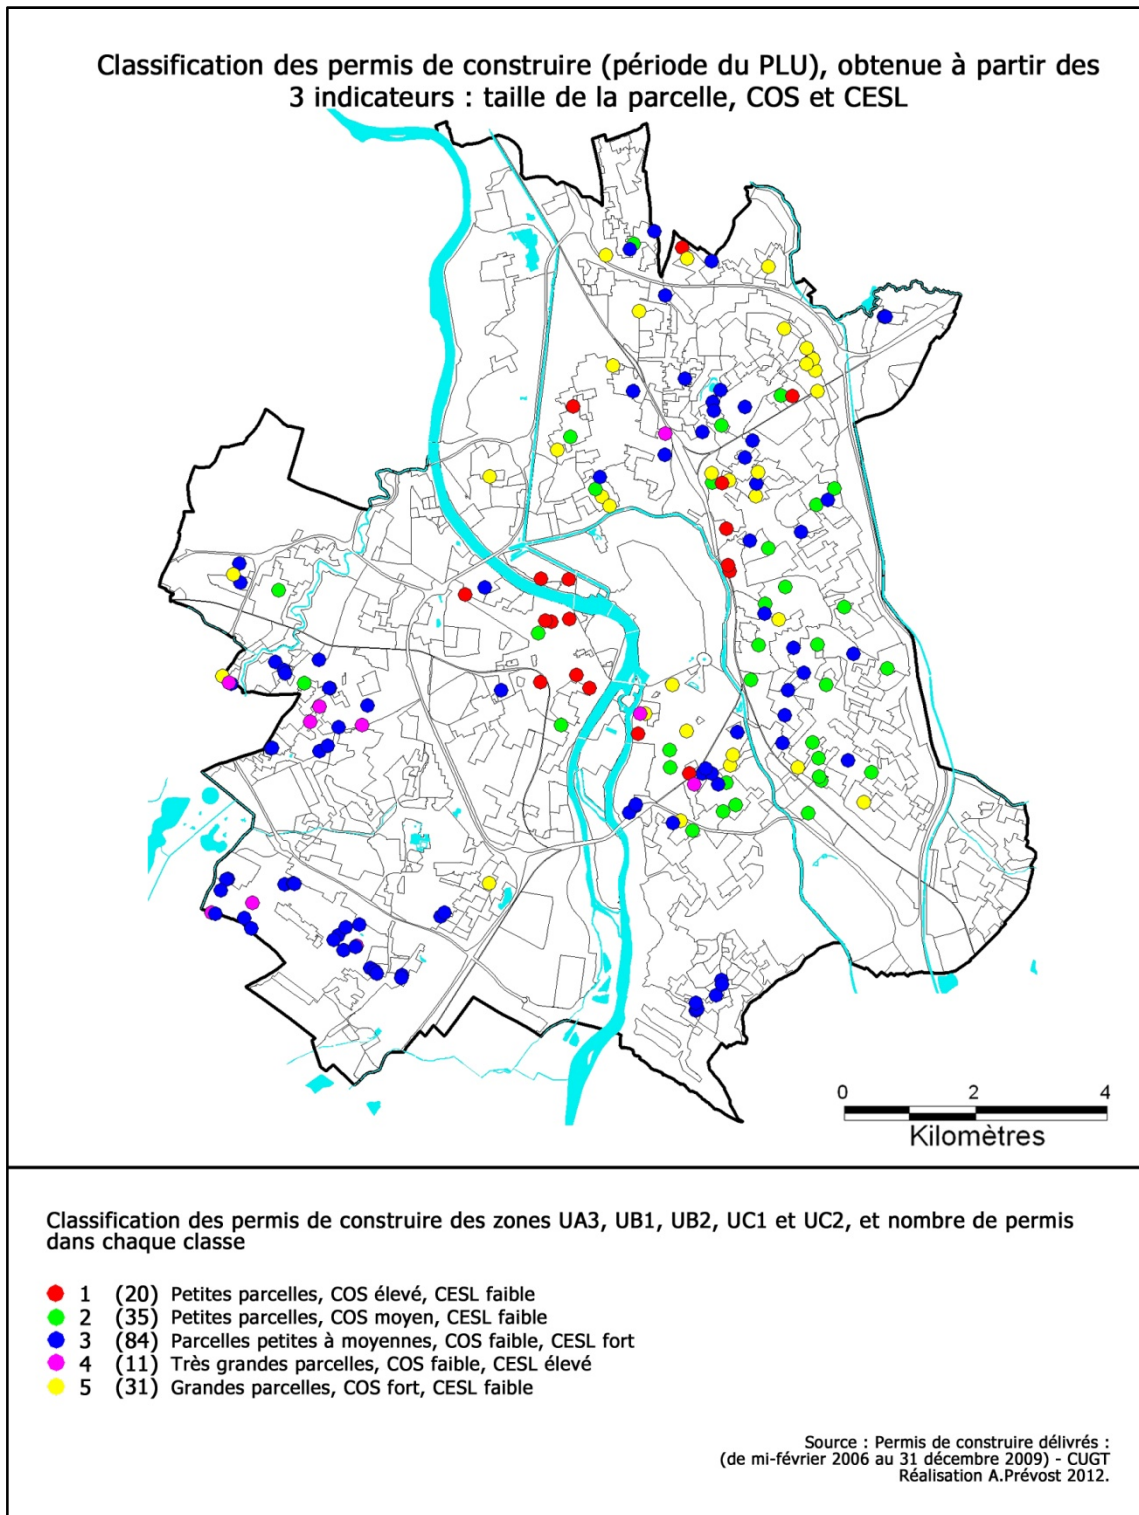 Classification des permis de construire (période du PLU), obtenue à partir des
3 indicateurs : taille de la parcelle, COS et CESL
0 2 4
Kilomètres
Classification des permis de construire des zones UA3, UB1, UB2, UC1 et UC2, et nombre de permis
dans chaque classe
1 (20) Petites parcelles, COS élevé, CESL faible
2 (35) Petites parcelles, COS moyen, CESL faible
3 (84) Parcelles petites à moyennes, COS faible, CESL fort
4 (11) Très grandes parcelles, COS faible, CESL élevé
5 (31) Grandes parcelles, COS fort, CESL faible
Source : Permis de construire délivrés :
(de mi-février 2006 au 31 décembre 2009) - CUGT
Réalisation A.Prévost 2012.